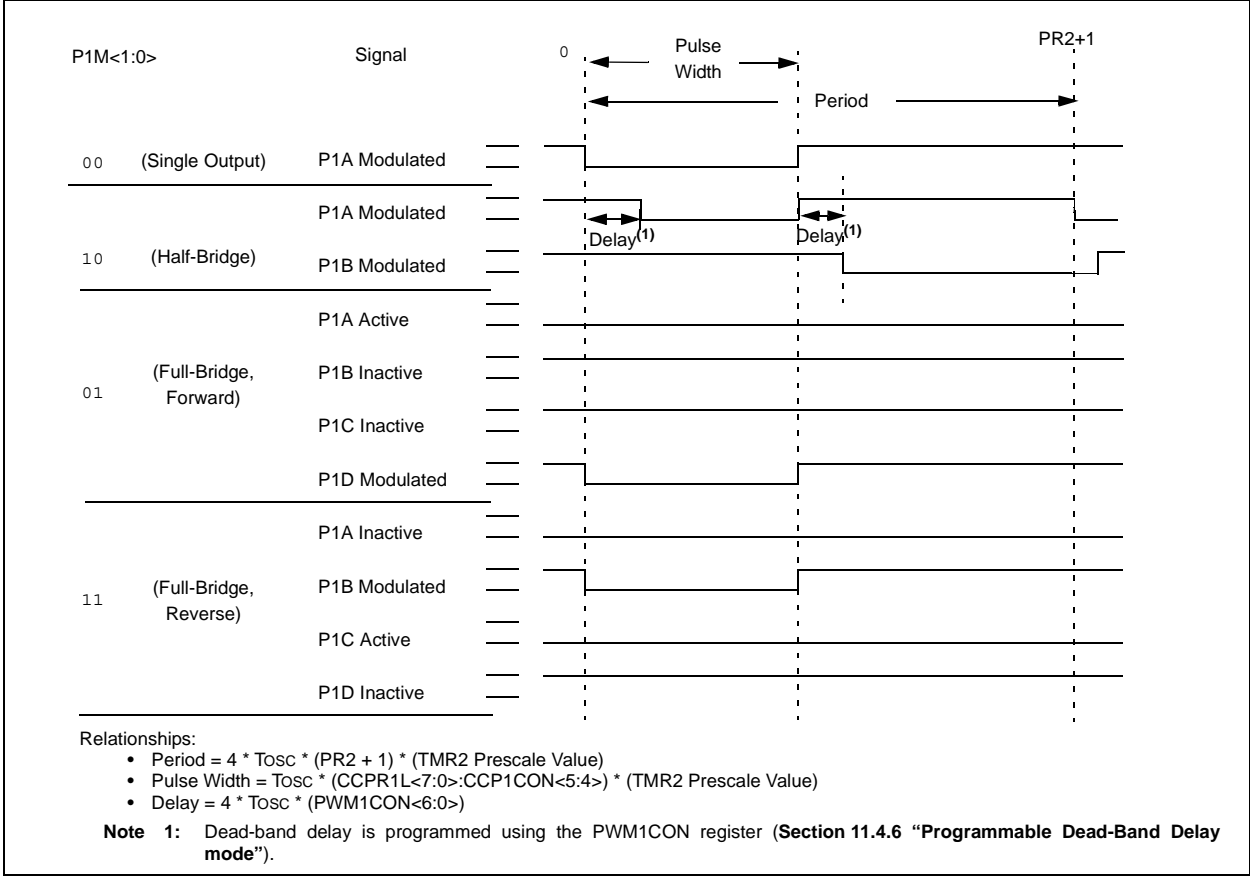 P1M<1:0> Signal 0 Pulse Width PR2+1
Period
00 (Single Output) P1A Modulated
P1A Modulated
Delay(1) Delay(1)
10 (Half-Bridge) P1B Modulated
P1A Active
01 (Full-Bridge, Forward) P1B Inactive
P1C Inactive
P1D Modulated
P1A Inactive
11 (Full-Bridge, Reverse) P1B Modulated
P1C Active
P1D Inactive
Relationships:
• Period = 4 * TOSC * (PR2 + 1) * (TMR2 Prescale Value)
• Pulse Width = TOSC * (CCPR1L<7:0>:CCP1CON<5:4>) * (TMR2 Prescale Value)
• Delay = 4 * TOSC * (PWM1CON<6:0>)
Note 1: Dead-band delay is programmed using the PWM1CON register (Section 11.4.6 “Programmable Dead-Band Delay
mode”).